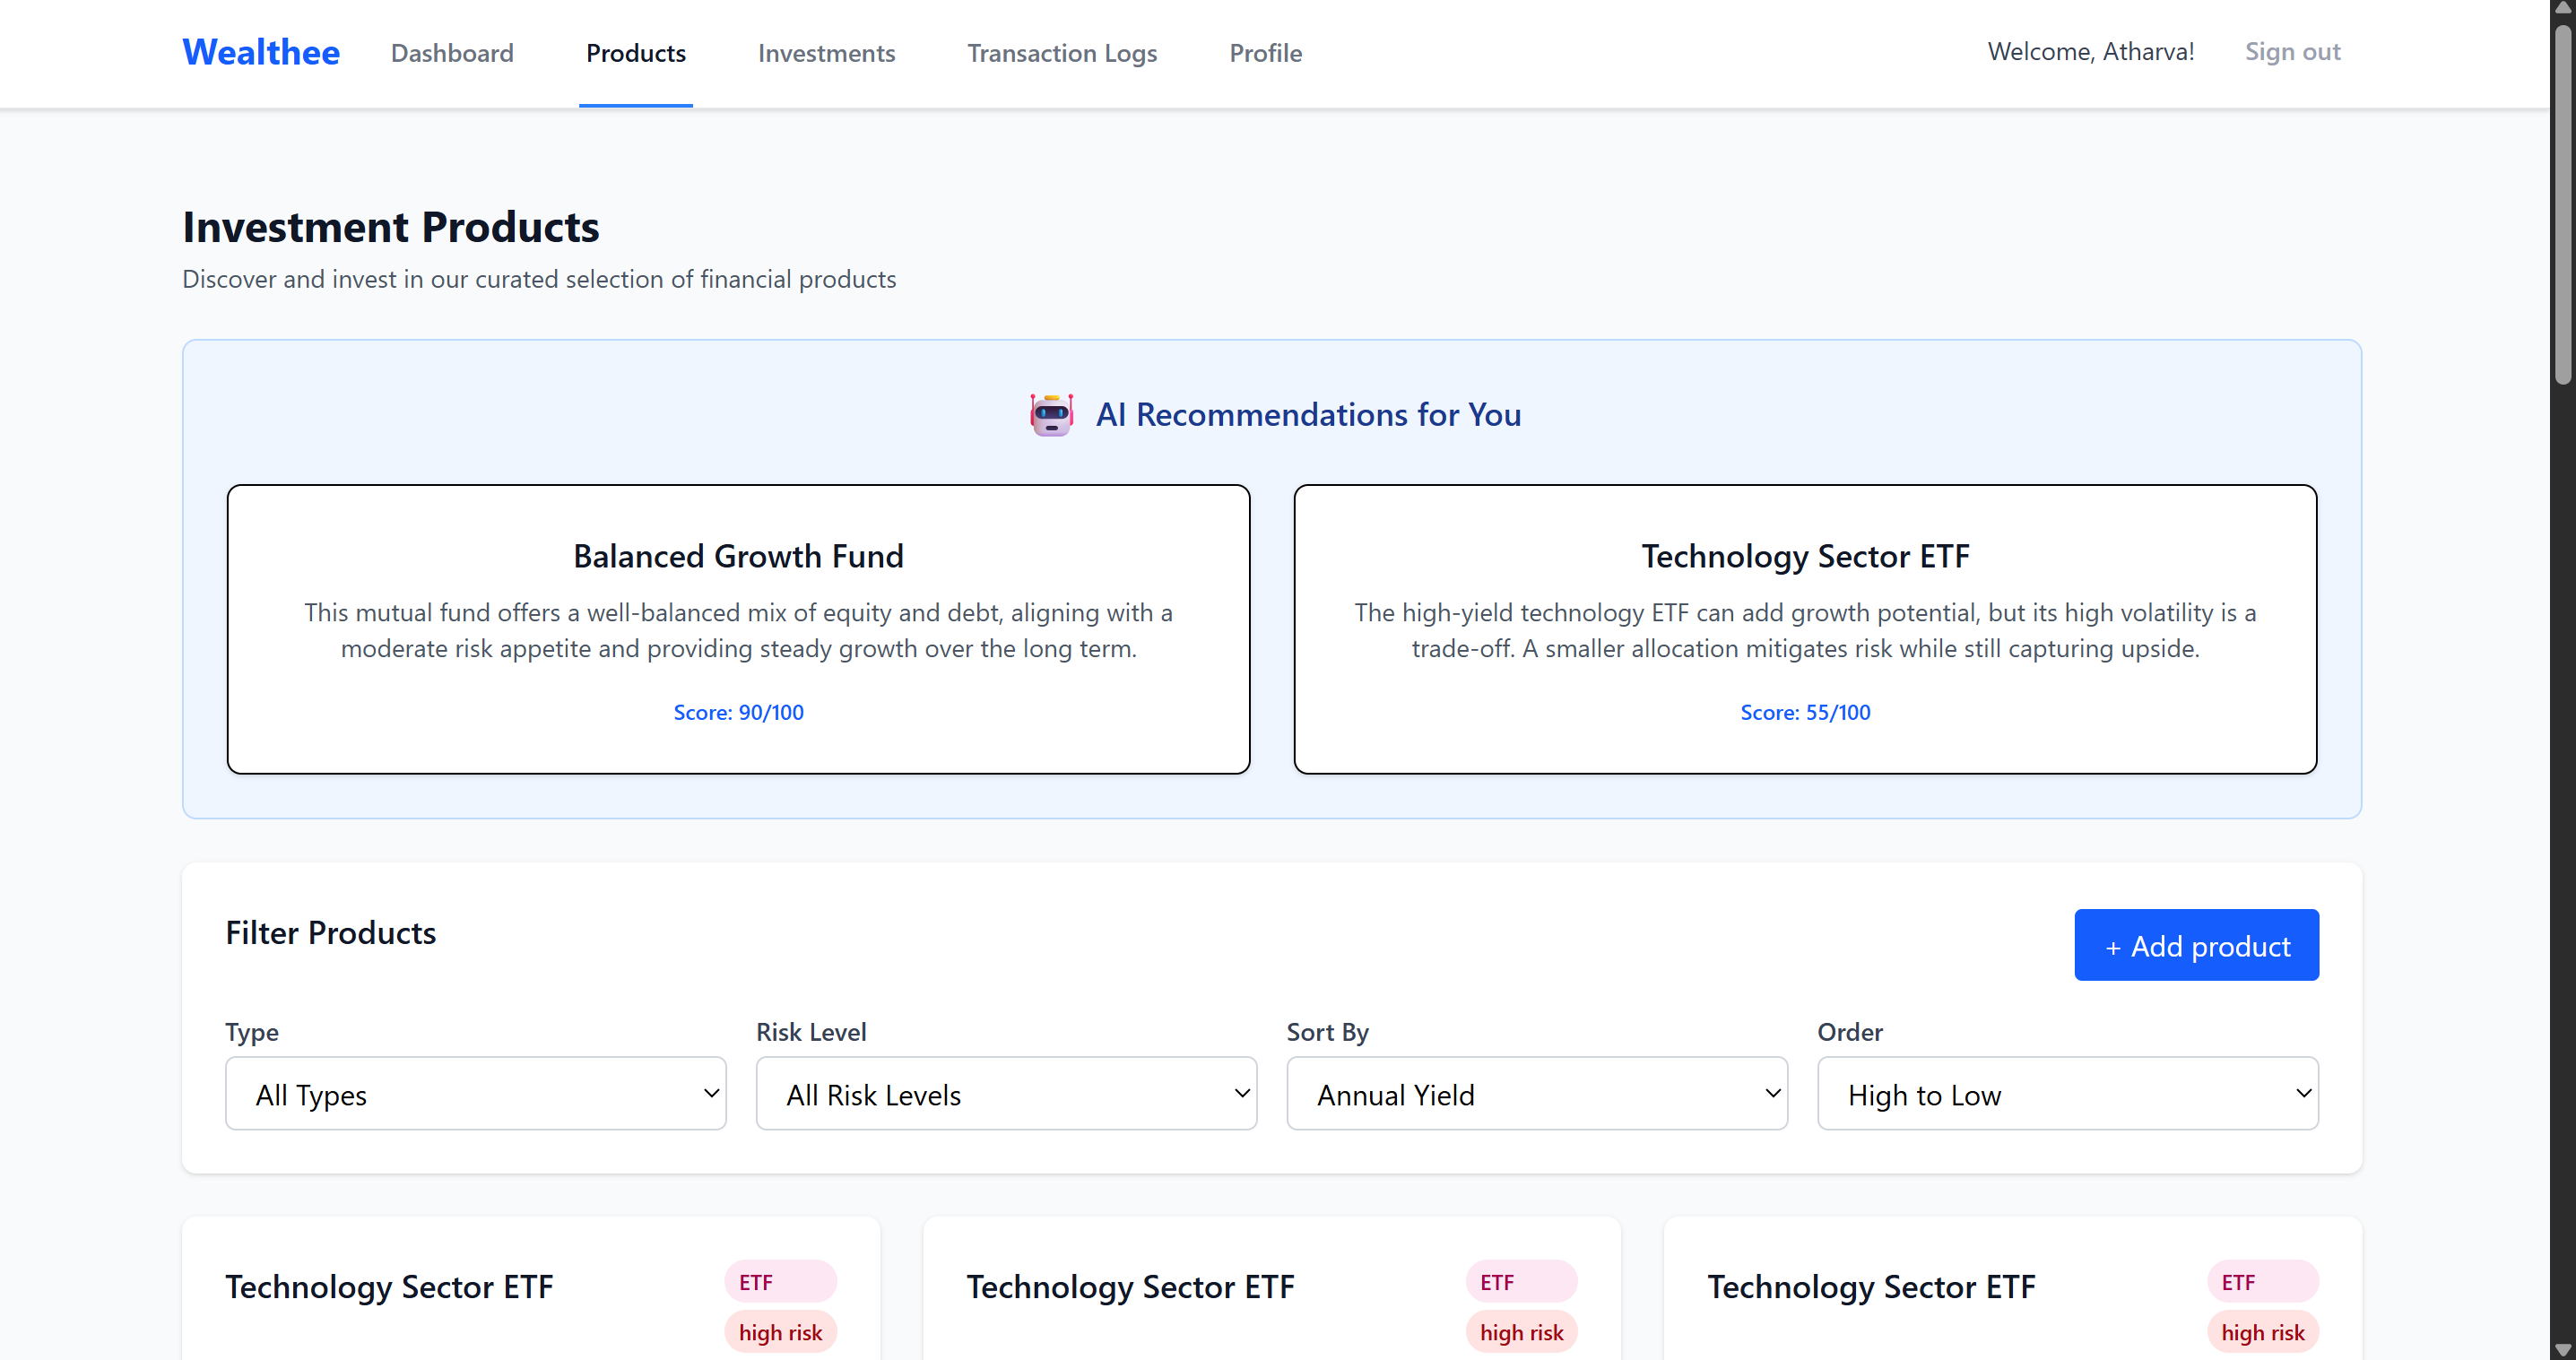 Wealthee Dashboard Products Investments Transaction Logs Profile Welcome, Atharva! Sign out
Investment Products
Discover and invest in our curated selection of financial products
AI Recommendations for You
Balanced Growth Fund
This mutual fund offers a well-balanced mix of equity and debt, aligning with a
moderate risk appetite and providing steady growth over the long term.
Score: 90/100
Technology Sector ETF
The high-yield technology ETF can add growth potential, but its high volatility is a
trade-off. A smaller allocation mitigates risk while still capturing upside.
Score: 55/100
Filter Products
+ Add product
Type
All Types
Risk Level
All Risk Levels
Sort By
Annual Yield
Order
High to Low
Technology Sector ETF
ETF
high risk
Technology Sector ETF
ETF
high risk
Technology Sector ETF
ETF
high risk